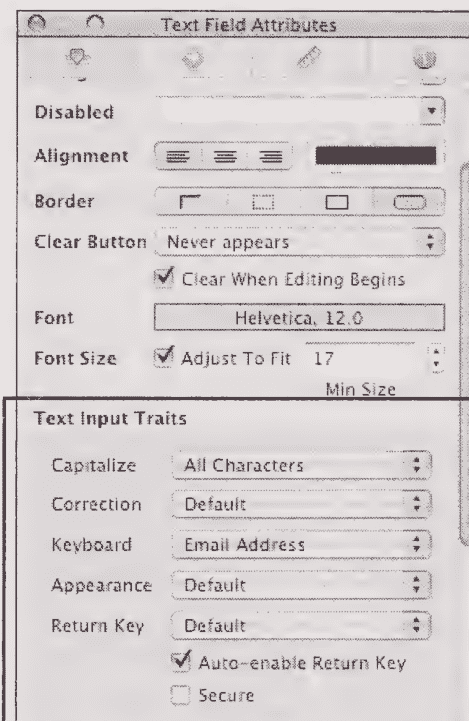 Text Field Attributes
Disabled
Alignment
Border
Clear Button Never appears
Clear When Editing Begins
Font Helvetica, 12.0
Font Size Adjust To Fit 17
Min Size
Text Input Traits
Capitalize All Characters
Correction Default
Keyboard Email Address
Appearance Default
Return Key Default
Auto-enable Return Key
Secure